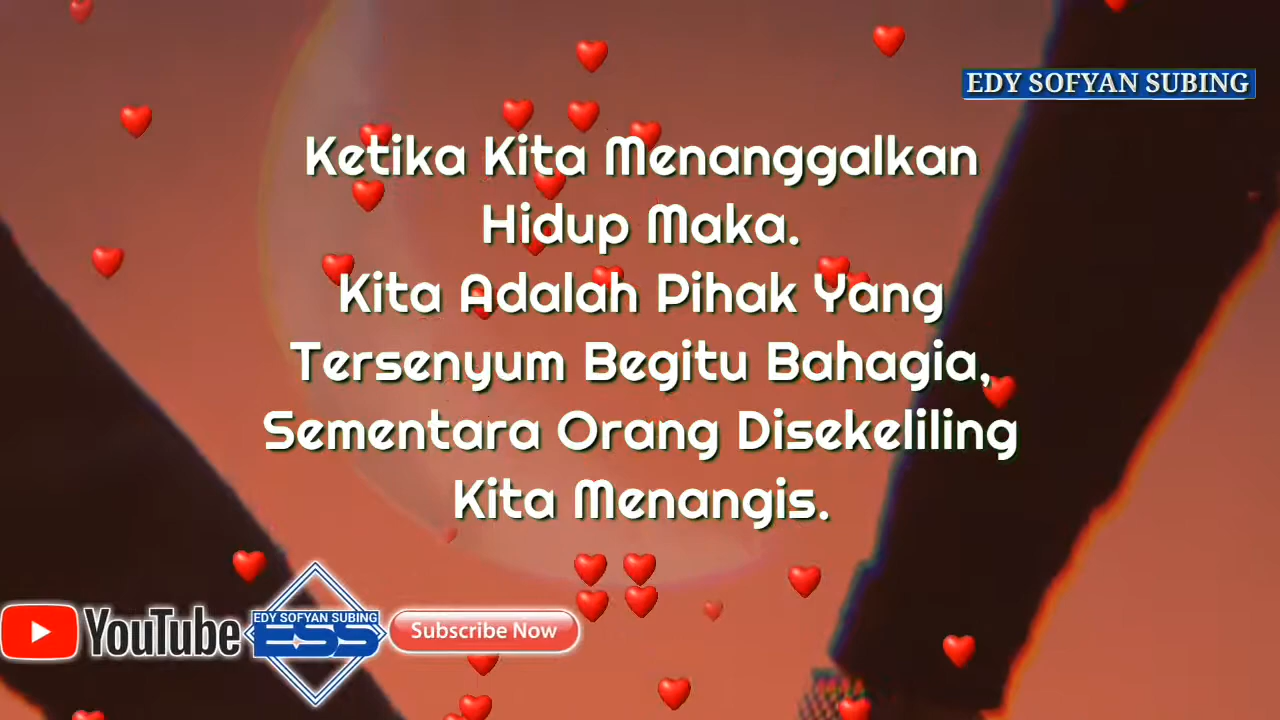 EDY SOFYAN SUBING
Ketika Kita Menanggalkan
Hidup Maka.
Kita Adalah Pihak Yang
Tersenyum Begitu Bahagia,
Sementara Orang Disekeliling
Kita Menangis.
YouTube
EDY SOFYAN SUBING
ESS
Subscribe Now